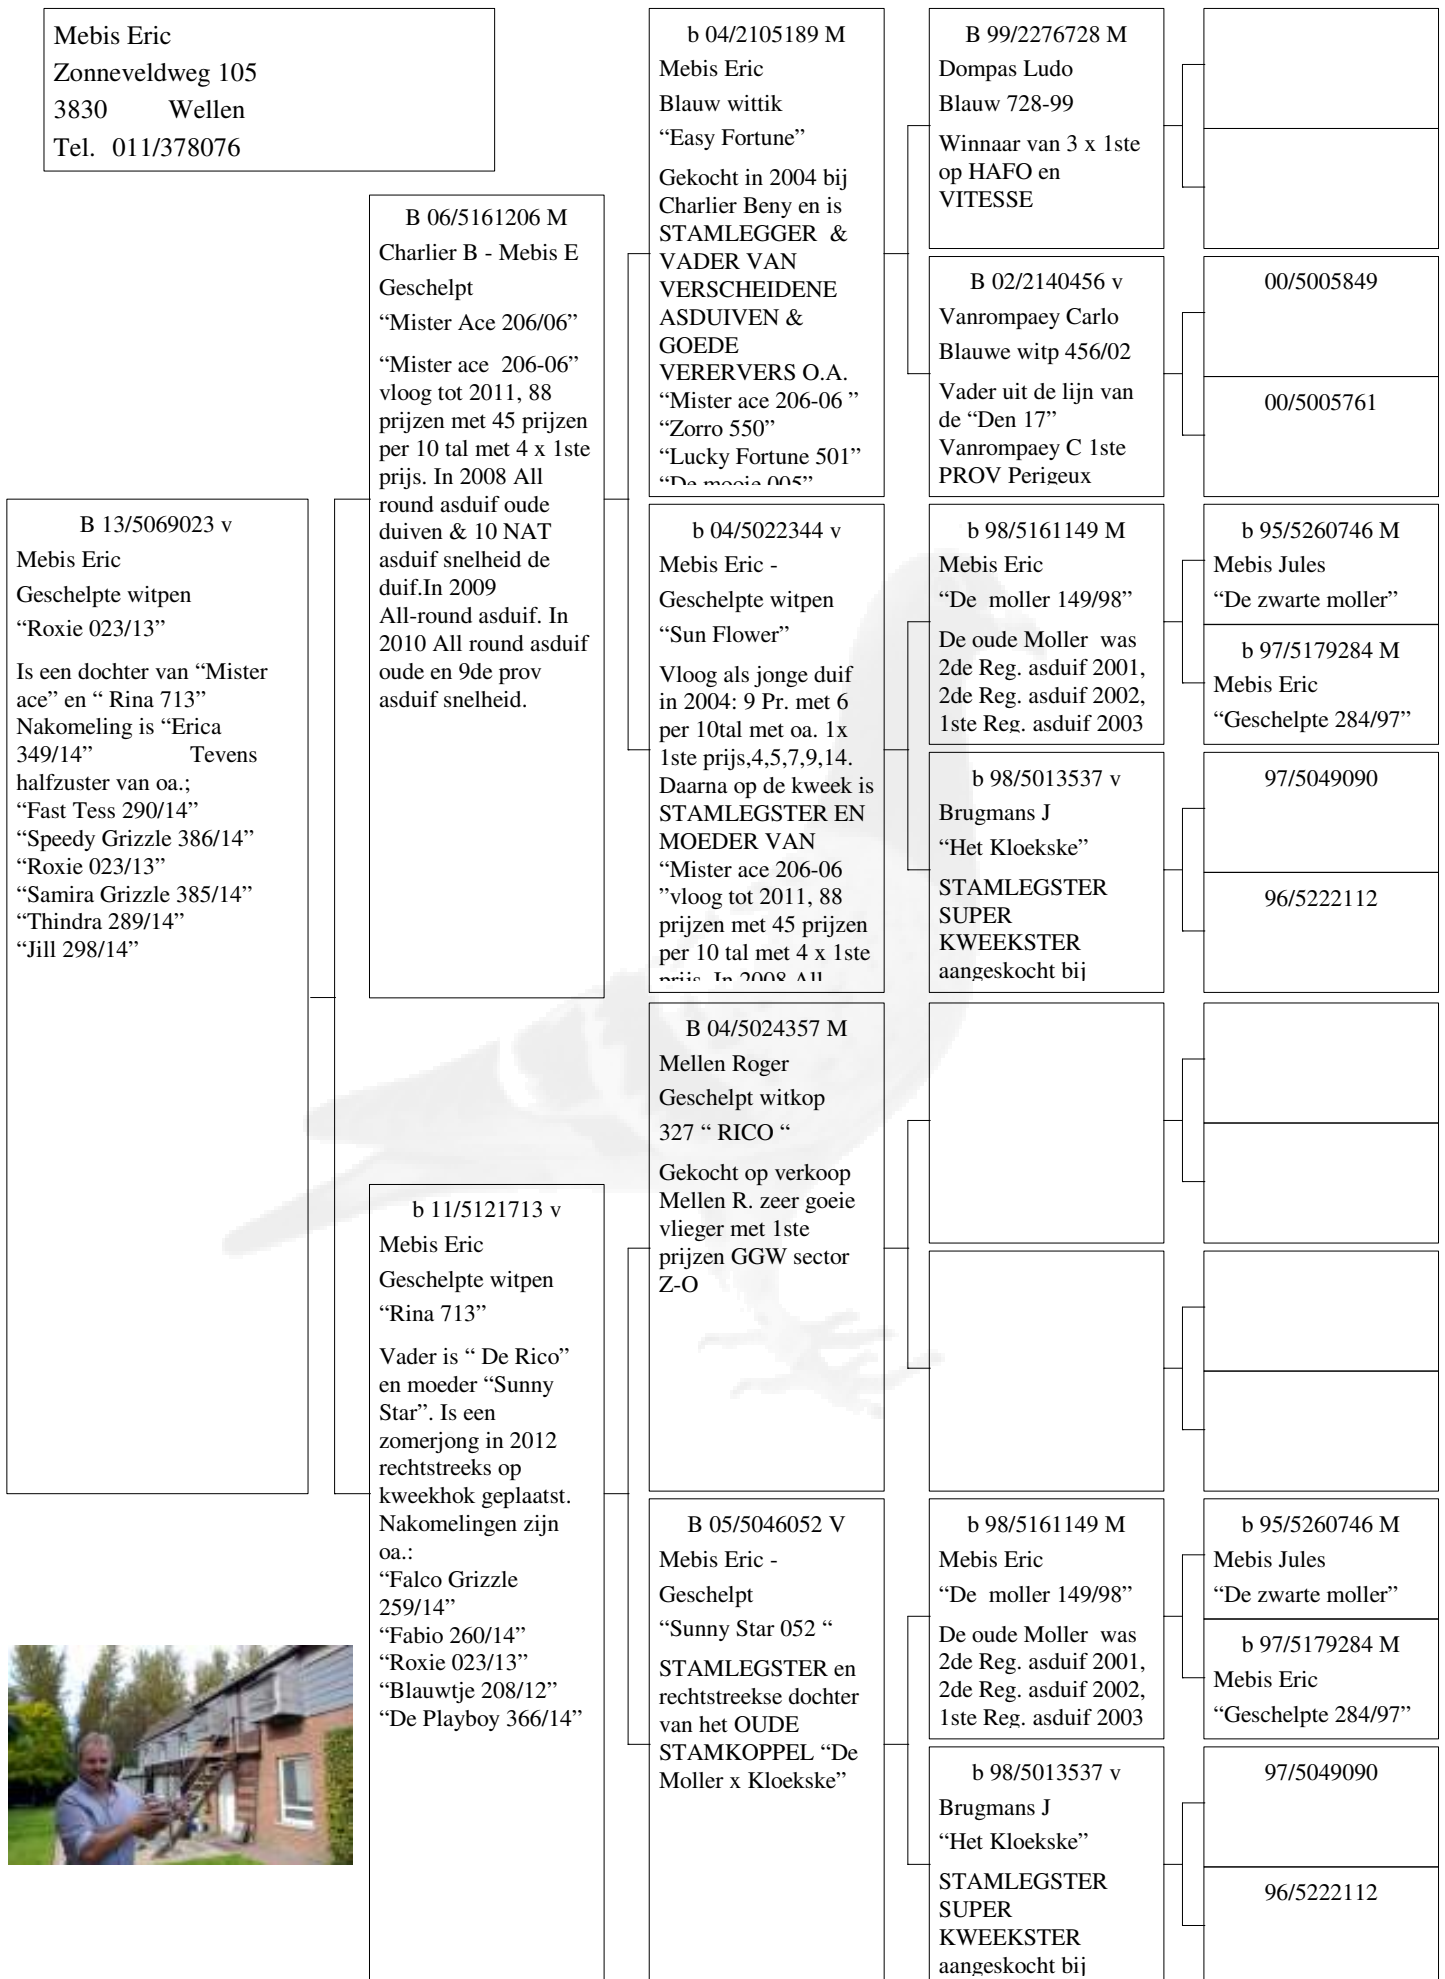 Mebis Eric
Zonneveldweg 105
3830 Wellen
Tel. 011/378076
B 13/5069023 v
Mebis Eric
Geschelpte witpen
“Roxie 023/13”
Is een dochter van “Mister
ace” en “ Rina 713”
Nakomeling is “Erica
349/14” Tevens
halfzuster van oa.;
“Fast Tess 290/14”
“Speedy Grizzle 386/14”
“Roxie 023/13”
“Samira Grizzle 385/14”
“Thindra 289/14”
“Jill 298/14”
B 06/5161206 M
Charlier B - Mebis E
Geschelpt
“Mister Ace 206/06”
“Mister ace 206-06”
vloog tot 2011, 88
prijzen met 45 prijzen
per 10 tal met 4 x 1ste
prijs. In 2008 All
round asduif oude
duiven & 10 NAT
asduif snelheid de
duif.In 2009
All-round asduif. In
2010 All round asduif
oude en 9de prov
asduif snelheid.
b 11/5121713 v
Mebis Eric
Geschelpte witpen
“Rina 713”
Vader is “ De Rico”
en moeder “Sunny
Star”. Is een
zomerjong in 2012
rechtstreeks op
kweekhok geplaatst.
Nakomelingen zijn
oa.:
“Falco Grizzle
259/14”
“Fabio 260/14”
“Roxie 023/13”
“Blauwtje 208/12”
“De Playboy 366/14”
b 04/2105189 M
Mebis Eric
Blauw wittik
“Easy Fortune”
Gekocht in 2004 bij
Charlier Beny en is
STAMLEGGER &
VADER VAN
VERSCHEIDENE
ASDUIVEN &
GOEDE
VERERVERS O.A.
“Mister ace 206-06 ”
“Zorro 550”
“Lucky Fortune 501”
“De mooie 005”
b 04/5022344 v
Mebis Eric -
Geschelpte witpen
“Sun Flower”
Vloog als jonge duif
in 2004: 9 Pr. met 6
per 10tal met oa. 1x
1ste prijs,4,5,7,9,14.
Daarna op de kweek is
STAMLEGSTER EN
MOEDER VAN
“Mister ace 206-06
”vloog tot 2011, 88
prijzen met 45 prijzen
per 10 tal met 4 x 1ste
prijs. In 2008 All
B 04/5024357 M
Mellen Roger
Geschelpt witkop
327 “ RICO “
Gekocht op verkoop
Mellen R. zeer goeie
vlieger met 1ste
prijzen GGW sector
Z-O
B 05/5046052 V
Mebis Eric -
Geschelpt
“Sunny Star 052 “
STAMLEGSTER en
rechtstreekse dochter
van het OUDE
STAMKOPPEL “De
Moller x Kloekske”
B 99/2276728 M
Dompas Ludo
Blauw 728-99
Winnaar van 3 x 1ste
op HAFO en
VITESSE
B 02/2140456 v
Vanrompaey Carlo
Blauwe witp 456/02
Vader uit de lijn van
de “Den 17”
Vanrompaey C 1ste
PROV Perigeux
b 98/5161149 M
Mebis Eric
“De moller 149/98”
De oude Moller was
2de Reg. asduif 2001,
2de Reg. asduif 2002,
1ste Reg. asduif 2003
b 98/5013537 v
Brugmans J
“Het Kloekske”
STAMLEGSTER
SUPER
KWEEKSTER
aangeskocht bij
b 98/5161149 M
Mebis Eric
“De moller 149/98”
De oude Moller was
2de Reg. asduif 2001,
2de Reg. asduif 2002,
1ste Reg. asduif 2003
b 98/5013537 v
Brugmans J
“Het Kloekske”
STAMLEGSTER
SUPER
KWEEKSTER
aangeskocht bij
00/5005849
00/5005761
b 95/5260746 M
Mebis Jules
“De zwarte moller”
b 97/5179284 M
Mebis Eric
“Geschelpte 284/97”
97/5049090
96/5222112
b 95/5260746 M
Mebis Jules
“De zwarte moller”
b 97/5179284 M
Mebis Eric
“Geschelpte 284/97”
97/5049090
96/5222112